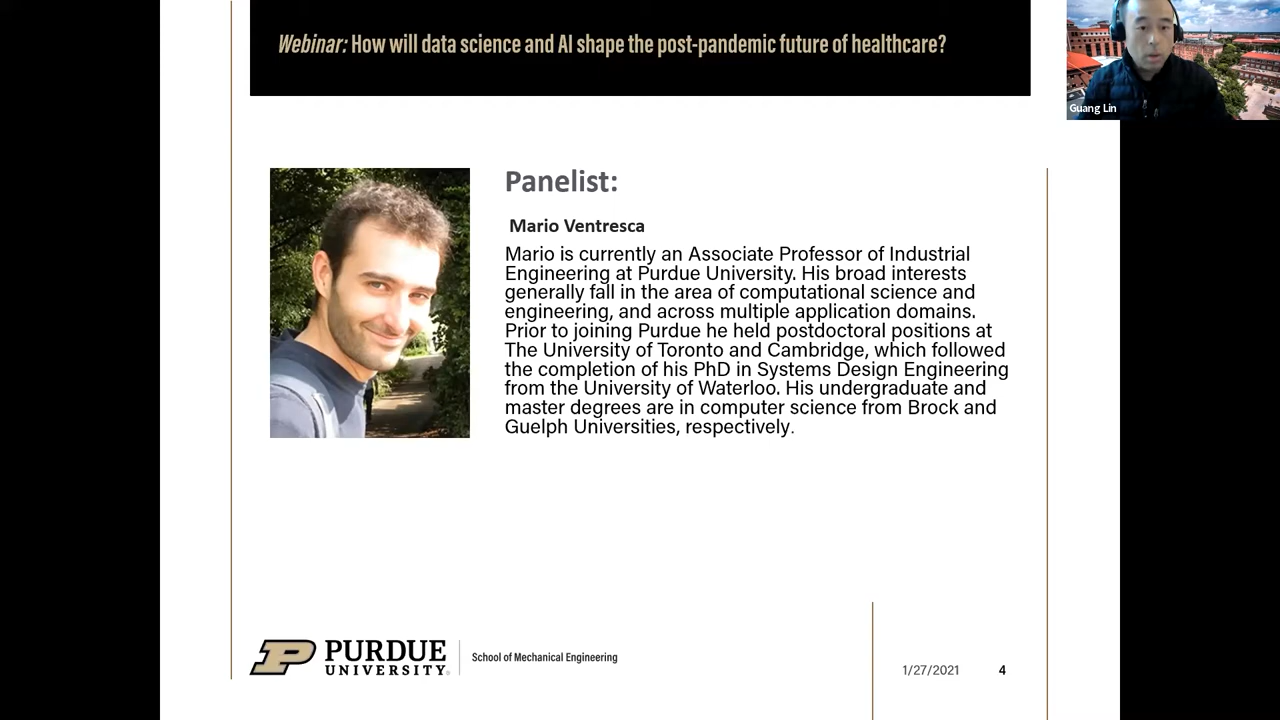 Webinar: How will data science and AI shape the post-pandemic future of healthcare?
Guang Lin
Panelist:
Mario Ventresca
Mario is currently an Associate Professor of Industrial
Engineering at Purdue University. His broad interests
generally fall in the area of computational science and
engineering, and across multiple application domains.
Prior to joining Purdue he held postdoctoral positions at
The University of Toronto and Cambridge, which followed
the completion of his PhD in Systems Design Engineering
from the University of Waterloo. His undergraduate and
master degrees are in computer science from Brock and
Guelph Universities, respectively.
PURDUE
UNIVERSITY®
School of Mechanical Engineering
1/27/2021
4